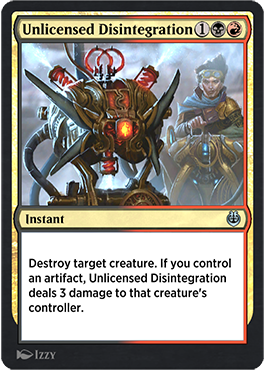 Unlicensed Disintegration 1
Instant
Destroy target creature. If you control
an artifact, Unlicensed Disintegration
deals 3 damage to that creature's
controller.
Izzy